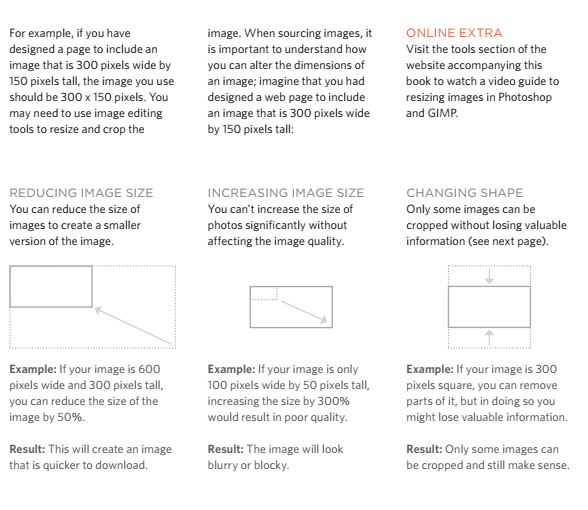 For example, if you have
designed a page to include an
image that is 300 pixels wide by
150 pixels tall, the image you use
should be 300 x 150 pixels. You
may need to use image editing
tools to resize and crop the
image. When sourcing images, it
is important to understand how
you can alter the dimensions of
an image; imagine that you had
designed a web page to include
an image that is 300 pixels wide
by 150 pixels tall:
ONLINE EXTRA
Visit the tools section of the
website accompanying this
book to watch a video guide to
resizing images in Photoshop
and GIMP.
REDUCING IMAGE SIZE
You can reduce the size of
images to create a smaller
version of the image.
Example: If your image is 600
pixels wide and 300 pixels tall,
you can reduce the size of the
image by 50%.
Result: This will create an image
that is quicker to download.
INCREASING IMAGE SIZE
You can't increase the size of
photos significantly without
affecting the image quality.
Example: If your image is only
100 pixels wide by 50 pixels tall,
increasing the size by 300%
would result in poor quality.
Result: The image will look
blurry or blocky.
CHANGING SHAPE
Only some images can be
cropped without losing valuable
information (see next page).
Example: If your image is 300
pixels square, you can remove
parts of it, but in doing so you
might lose valuable information.
Result: Only some images can
be cropped and still make sense.